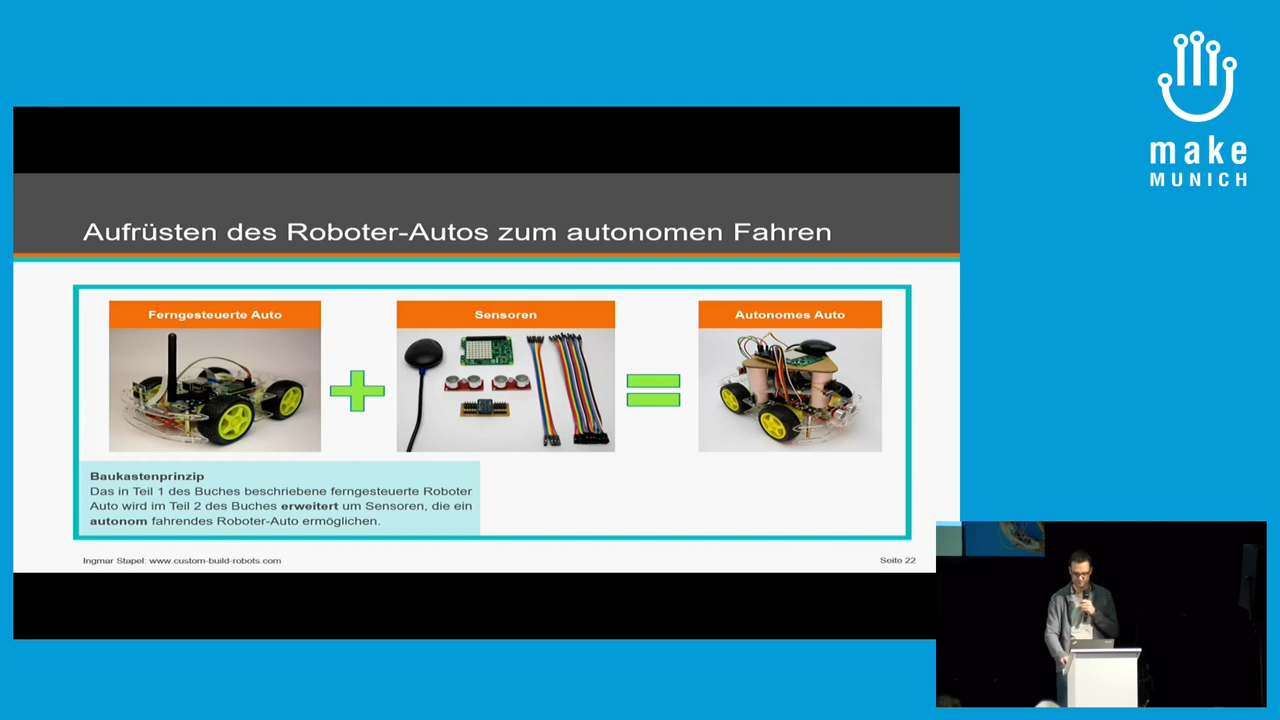 make
MUNICH
Aufrüsten des Roboter-Autos zum autonomen Fahren
Ferngesteuerte Auto
Sensoren
Autonomes Auto
Baukastenprinzip
Das in Teil 1 des Buches beschriebene ferngesteuerte Roboter
Auto wird im Teil 2 des Buches erweitert um Sensoren, die ein
autonom fahrendes Roboter-Auto ermöglichen.
Ingmar Stapel: www.custom-build-robots.com
Seite 22